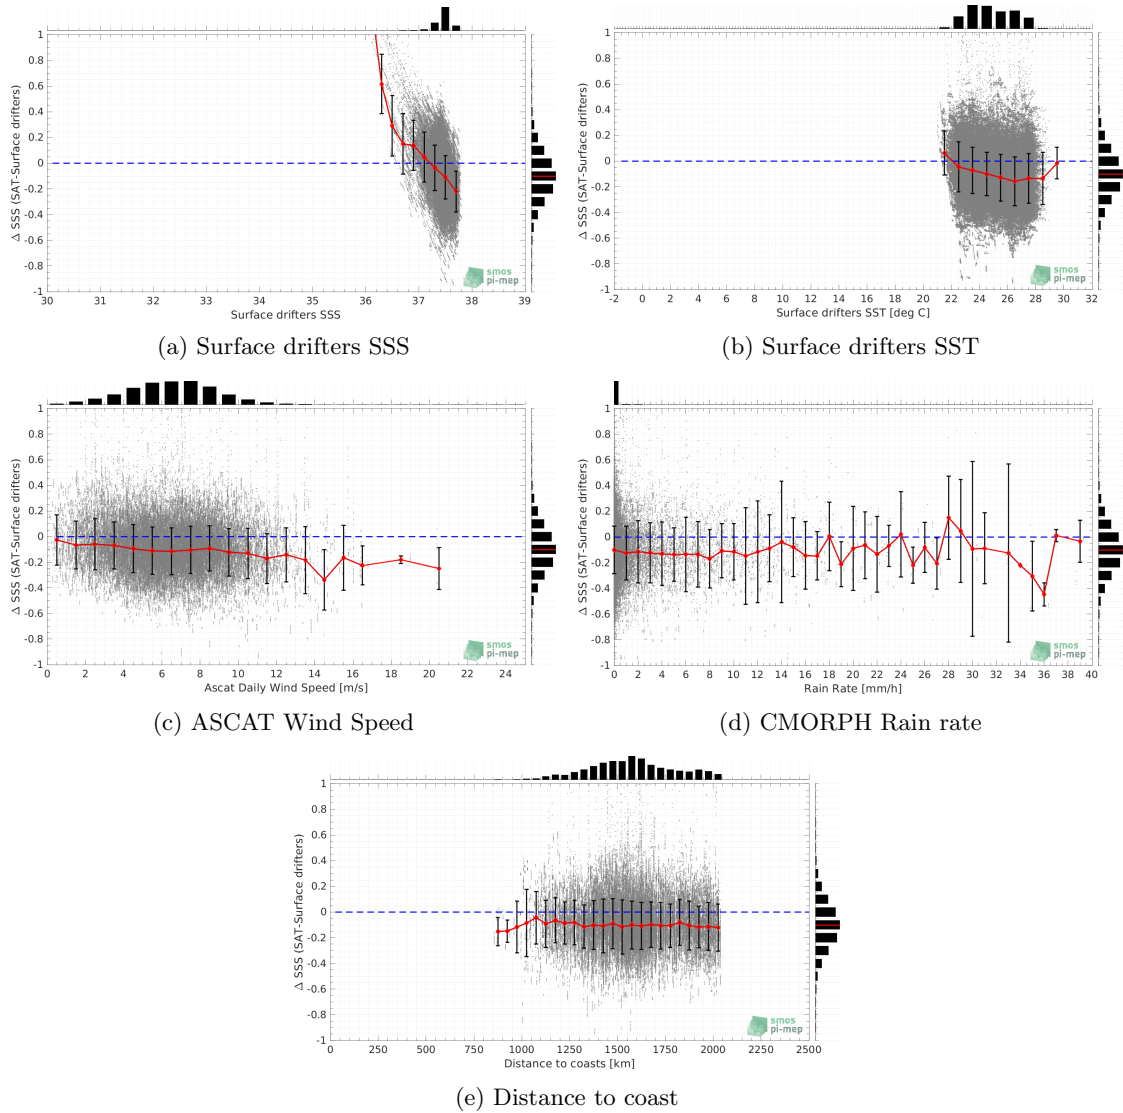 1
0.8
0.6
0.4
0.2
0
-0.2
-0.4
-0.6
-0.8
-1
Δ SSS (SAT-Surface drifters)
30 31 32 33 34 35 36 37 38 39
Surface drifters SSS
smos
pi-mep
(a) Surface drifters SSS
1
0.8
0.6
0.4
0.2
0
-0.2
-0.4
-0.6
-0.8
-1
Δ SSS (SAT-Surface drifters)
-2 0 2 4 6 8 10 12 14 16 18 20 22 24 26 28 30 32
Surface drifters SST [deg C]
smos
pi-mep
(b) Surface drifters SST
1
0.8
0.6
0.4
0.2
0
-0.2
-0.4
-0.6
-0.8
-1
Δ SSS (SAT-Surface drifters)
0 2 4 6 8 10 12 14 16 18 20 22 24
Ascat Daily Wind Speed [m/s]
smos
pi-mep
(c) ASCAT Wind Speed
1
0.8
0.6
0.4
0.2
0
-0.2
-0.4
-0.6
-0.8
-1
Δ SSS (SAT-Surface drifters)
0 2 4 6 8 10 12 14 16 18 20 22 24 26 28 30 32 34 36 38 40
Rain Rate [mm/h]
smos
pi-mep
(d) CMORPH Rain rate
1
0.8
0.6
0.4
0.2
0
-0.2
-0.4
-0.6
-0.8
-1
Δ SSS (SAT-Surface drifters)
0 250 500 750 1000 1250 1500 1750 2000 2250 2500
Distance to coasts [km]
smos
pi-mep
(e) Distance to coast